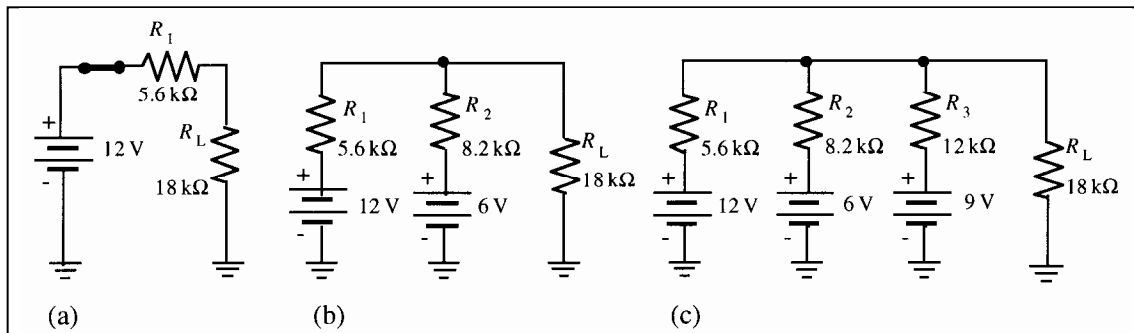 R1
5.6 kΩ
+
12 V
-
RL
18 kΩ
(a)
R1
5.6 kΩ
+
12 V
-
R2
8.2 kΩ
+
6 V
-
RL
18 kΩ
(b)
R1
5.6 kΩ
+
12 V
-
R2
8.2 kΩ
+
6 V
-
R3
12 kΩ
+
9 V
-
RL
18 kΩ
(c)